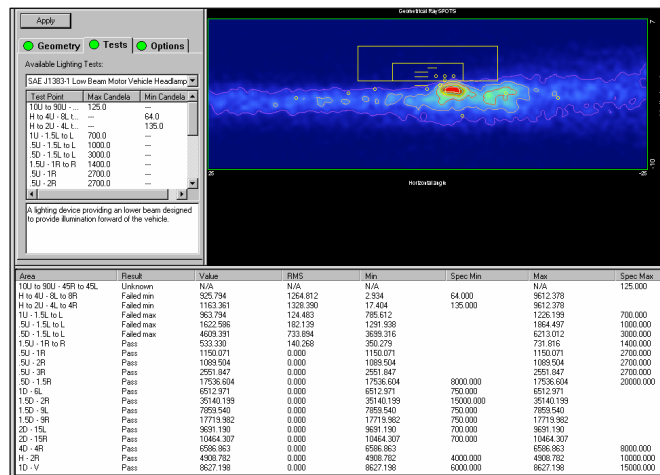 Apply
Geometry Tests Options
Available Lighting Tests:
SAE J1383-1 Low Beam Motor Vehicle Headlamp
Test Point Max Candela Min Candela
10U to 90U - ... 125.0 ---
H to 4U - 8L t... --- 64.0
H to 2U - 4L t... --- 135.0
1U - 1.5L to L 700.0 ---
.5U - 1.5L to L 1000.0 ---
.5D - 1.5L to L 3000.0 ---
1.5U - 1R to R 1400.0 ---
.5U - 1R 2700.0 ---
.5U - 2R 2700.0 ---
A lighting device providing an lower beam designed
to provide illumination forward of the vehicle.
Geometrical Ray SPOTS
7
-10
25
-25
Horizontal angle
Area Result Value RMS Min Spec Min Max Spec Max
10U to 90U - 45R to 45L Unknown N/A N/A N/A 125.000
H to 4U - 8L to 8R Failed min 925.794 1264.812 2.934 64.000 9612.378
H to 2U - 4L to 4R Failed min 1163.361 1328.390 17.404 135.000 9612.378
1U - 1.5L to L Failed max 963.794 124.483 785.612 1226.199 700.000
.5U - 1.5L to L Failed max 1622.586 182.139 1291.938 1864.497 1000.000
.5D - 1.5L to L Failed max 4609.391 733.894 3699.316 6213.012 3000.000
1.5U - 1R to R Pass 533.330 140.268 350.279 731.816 1400.000
.5U - 1R Pass 1150.071 0.000 1150.071 1150.071 2700.000
.5U - 2R Pass 1089.504 0.000 1089.504 1089.504 2700.000
.5U - 3R Pass 2551.847 0.000 2551.847 2551.847 2700.000
.5D - 1.5R Pass 17536.604 0.000 17536.604 8000.000 17536.604 20000.000
1D - 6L Pass 6512.971 0.000 6512.971 750.000 6512.971
1.5D - 2R Pass 35140.199 0.000 35140.199 15000.000 35140.199
1.5D - 9L Pass 7859.540 0.000 7859.540 750.000 7859.540
1.5D - 9R Pass 17719.982 0.000 17719.982 750.000 17719.982
2D - 15L Pass 9691.190 0.000 9691.190 700.000 9691.190
2D - 15R Pass 10464.307 0.000 10464.307 700.000 10464.307
4D - 4R Pass 6586.863 0.000 6586.863 6586.863 8000.000
H - 2R Pass 4908.782 0.000 4908.782 4000.000 4908.782 10000.000
1D - V Pass 8627.198 0.000 8627.198 6000.000 8627.198 15000.000